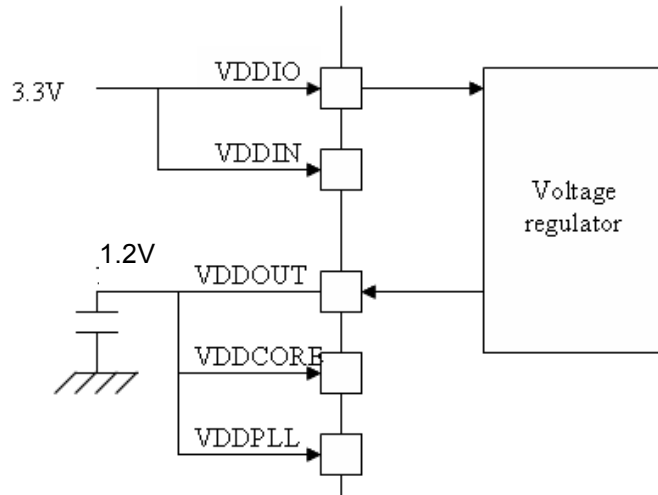 VDDIO
3.3V
VDDIN
Voltage
regulator
1.2V
VDDOUT
VDDCORE
VDDPLL